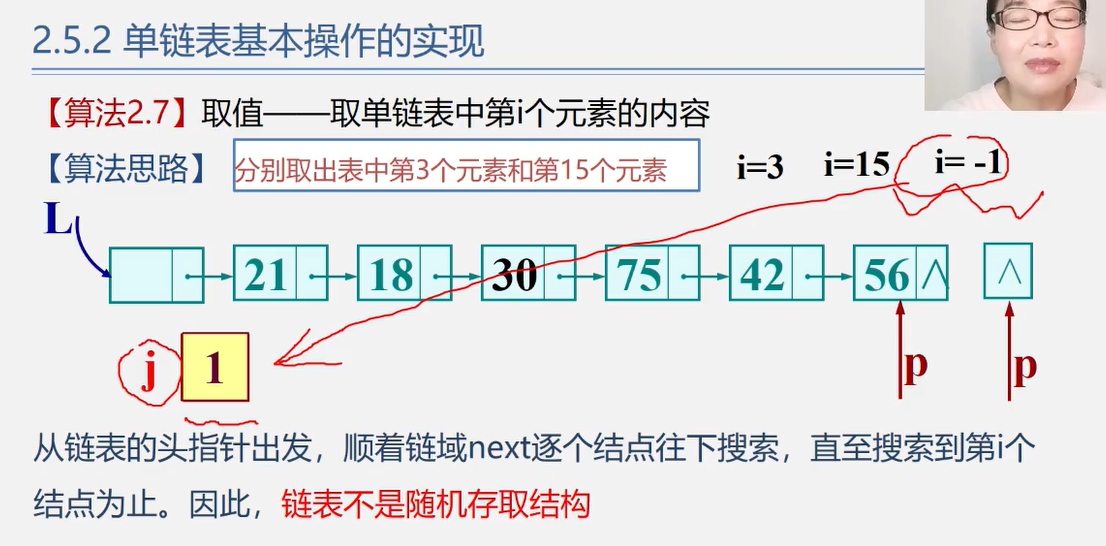 2.5.2 单链表基本操作的实现
【算法2.7】取值——取单链表中第i个元素的内容
【算法思路】 分别取出表中第3个元素和第15个元素 i=3 i=15 i= -1
L
21 18 30 75 42 56 ∧ ∧
j 1 p p
从链表的头指针出发，顺着链域next逐个结点往下搜索，直至搜索到第i个
结点为止。因此，链表不是随机存取结构